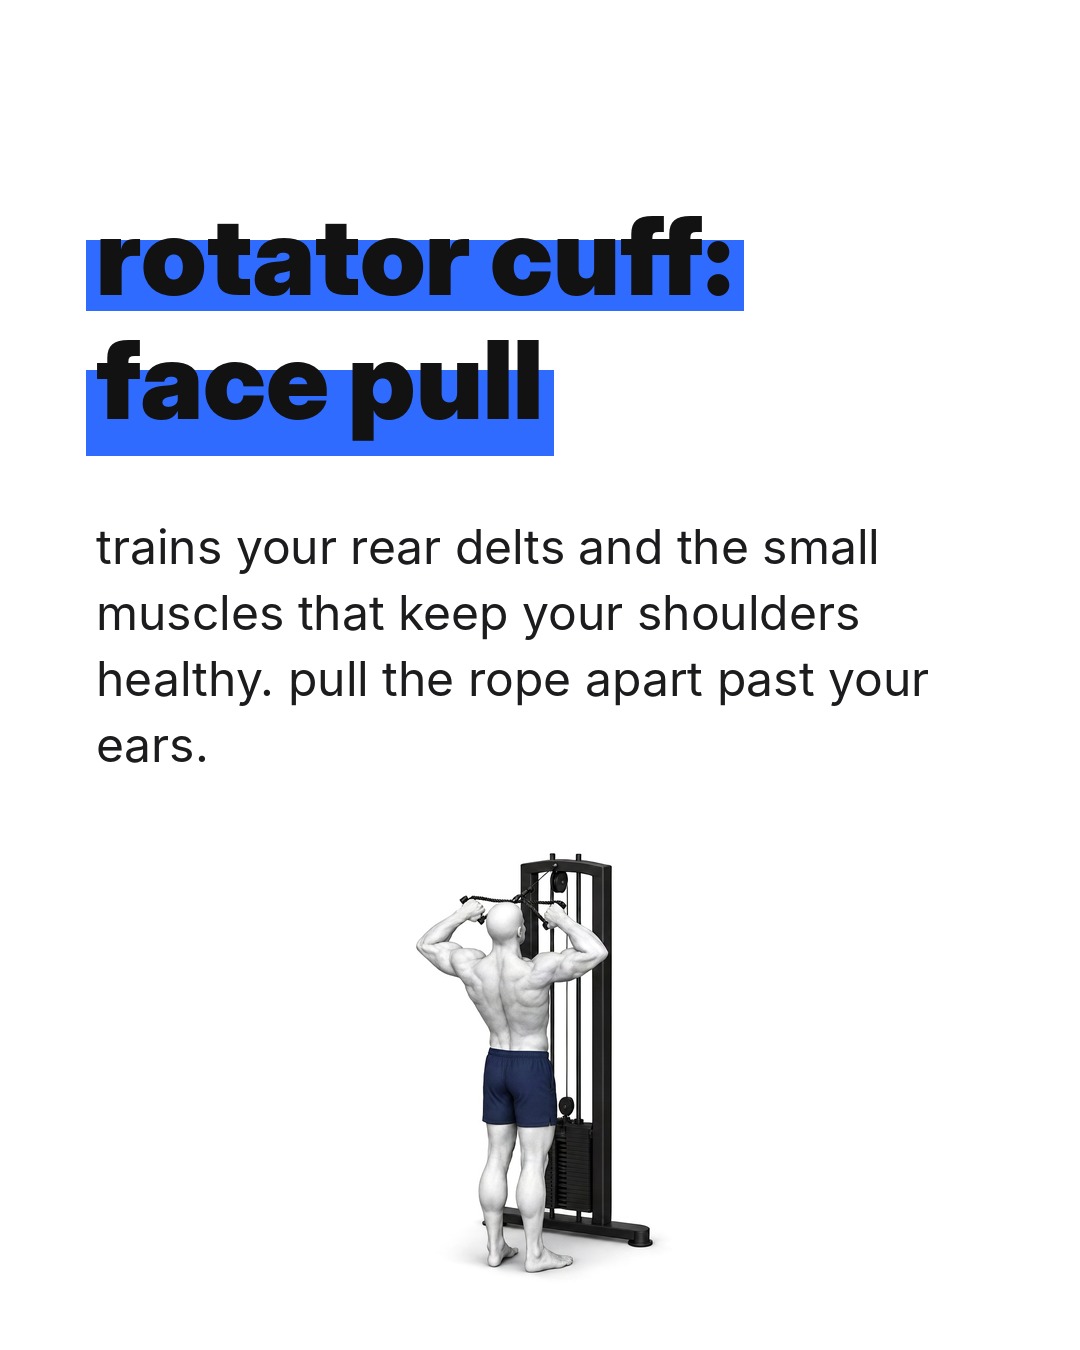 rotator cuff:
face pull
trains your rear delts and the small
muscles that keep your shoulders
healthy. pull the rope apart past your
ears.